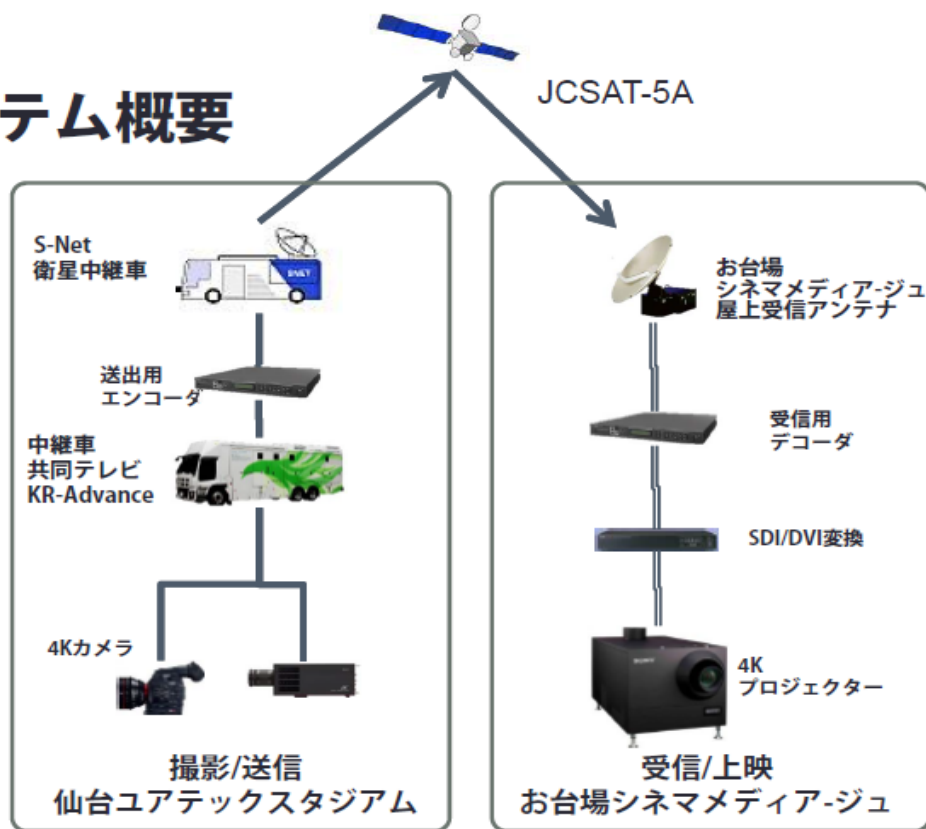 テム概要
JCSAT-5A
S-Net
衛星中継車
SNET
送出用
エンコーダ
中継車
共同テレビ
KR-Advance
4Kカメラ
撮影/送信
仙台ユアテックスタジアム
お台場
シネマメディア-ジュ
屋上受信アンテナ
受信用
デコーダ
SDI/DVI変換
SONY
4K
プロジェクター
受信/上映
お台場シネマメディア-ジュ